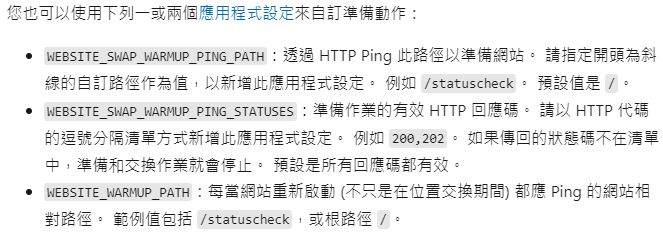 您也可以使用下列一或兩個應用程式設定來自訂準備動作：
WEBSITE_SWAP_WARMUP_PING_PATH：透過 HTTP Ping 此路徑以準備網站。 請指定開頭為斜
線的自訂路徑作為值，以新增此應用程式設定。 例如 /statuscheck。 預設值是 /。
WEBSITE_SWAP_WARMUP_PING_STATUSES：準備作業的有效 HTTP 回應碼。 請以 HTTP 代碼
的逗號分隔清單方式新增此應用程式設定。 例如 200,202。 如果傳回的狀態碼不在清單
中，準備和交換作業就會停止。 預設是所有回應碼都有效。
WEBSITE_WARMUP_PATH：每當網站重新啟動 (不只是在位置交換期間) 都應 Ping 的網站相
對路徑。 範例值包括 /statuscheck，或根路徑 /。